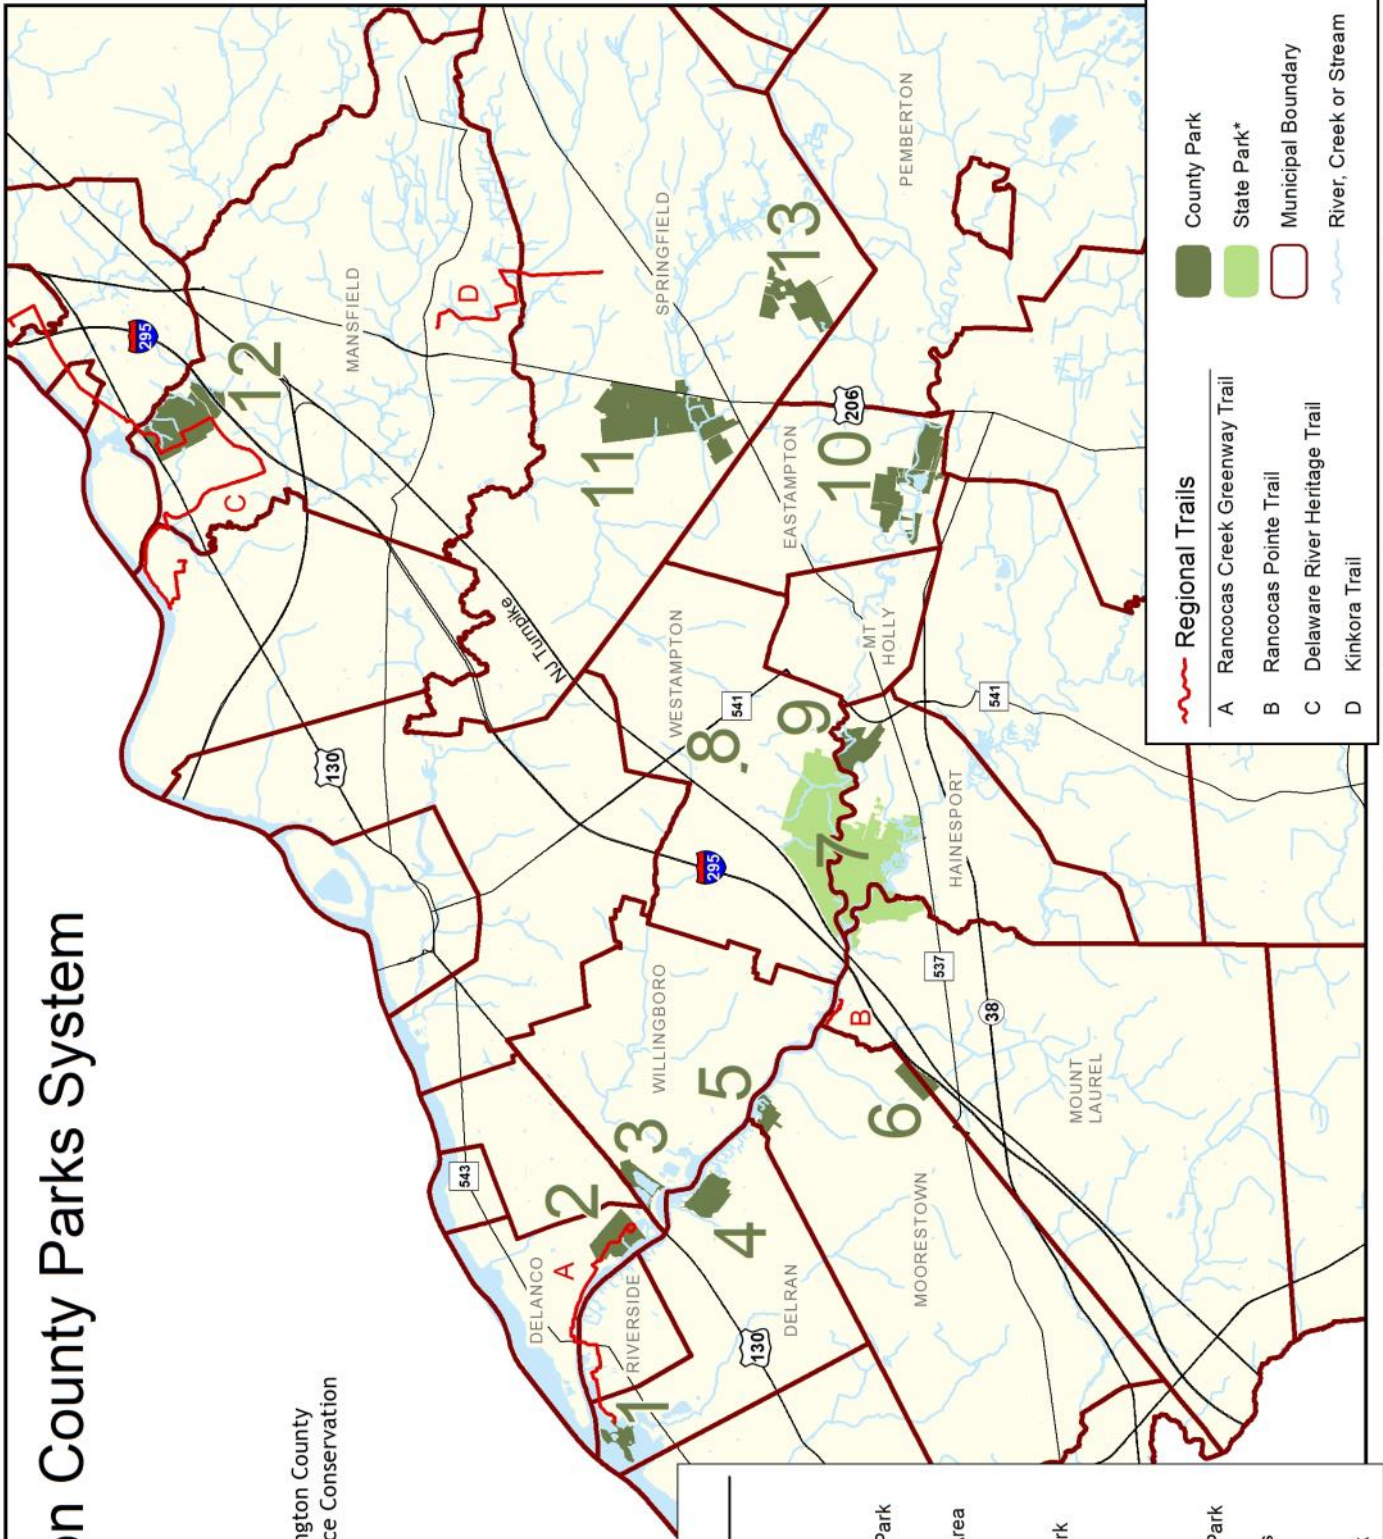 on County Parks System
ngton County
ce Conservation
NJ Turnpike
MANSFIELD
SPRINGFIELD
PEMBERTON
EASTAMPTON
WESTAMPTON
MT
HOLLY
HAINESPORT
WILLINGBORO
MOUNT
LAUREL
MOORESTOWN
DELRAN
RIVERSIDE
DELANCO
1
2
3
4
5
6
7
8
9
10
11
12
13
A
B
C
D
295
295
130
130
206
541
541
537
38
543
Regional Trails
A Rancocas Creek Greenway Trail
B Rancocas Pointe Trail
C Delaware River Heritage Trail
D Kinkora Trail
County Park
State Park*
Municipal Boundary
River, Creek or Stream
Park
rea
rk
Park
s